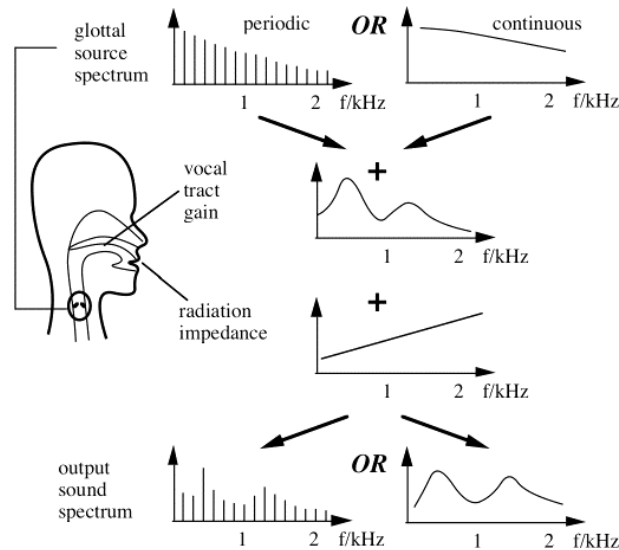 glottal
source
spectrum
periodic
OR
continuous
1 2 f/kHz
1 2 f/kHz
+
vocal
tract
gain
1 2 f/kHz
+
radiation
impedance
1 2 f/kHz
output
sound
spectrum
OR
1 2 f/kHz
1 2 f/kHz